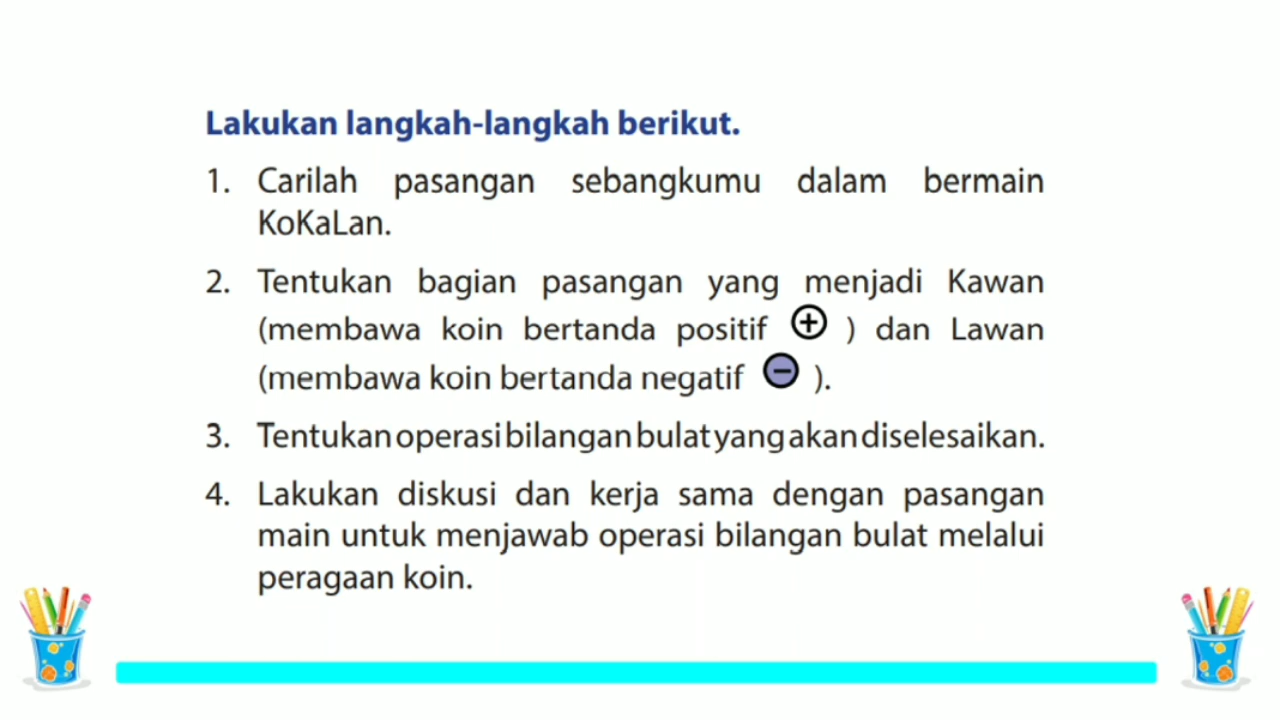 Lakukan langkah-langkah berikut.
1. Carilah pasangan sebangkumu dalam bermain
KoKaLan.
2. Tentukan bagian pasangan yang menjadi Kawan
(membawa koin bertanda positif + ) dan Lawan
(membawa koin bertanda negatif − ).
3. Tentukan operasi bilangan bulat yang akan diselesaikan.
4. Lakukan diskusi dan kerja sama dengan pasangan
main untuk menjawab operasi bilangan bulat melalui
peragaan koin.